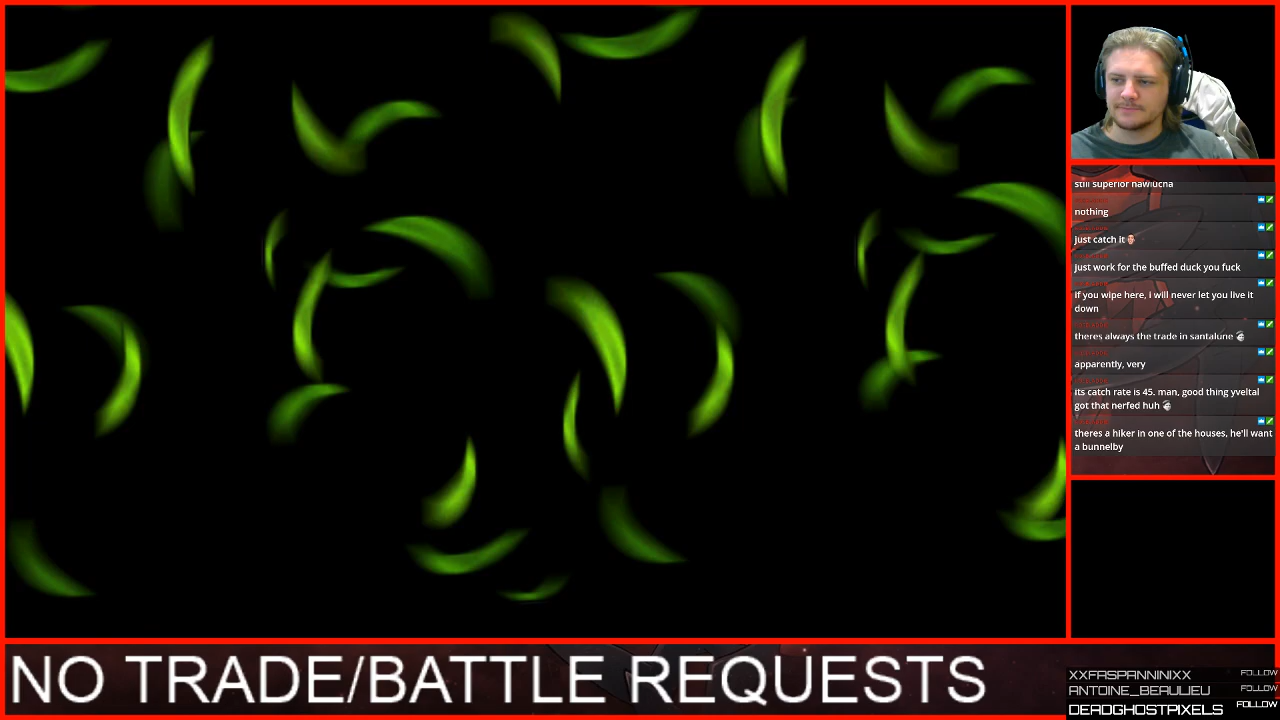 still superior hawlucha
nothing
just catch it
just work for the buffed duck you fuck
if you wipe here, i will never let you live it
down
theres always the trade in santalune
apparently, very
its catch rate is 45. man, good thing yveltal
got that nerfed huh
theres a hiker in one of the houses, he'll want
a bunnelby
NO TRADE/BATTLE REQUESTS
XXFASPANNINIXX FOLLOW
ANTOINE_BEAULIEU FOLLOW
DEADGHOSTPIXELS FOLLOW